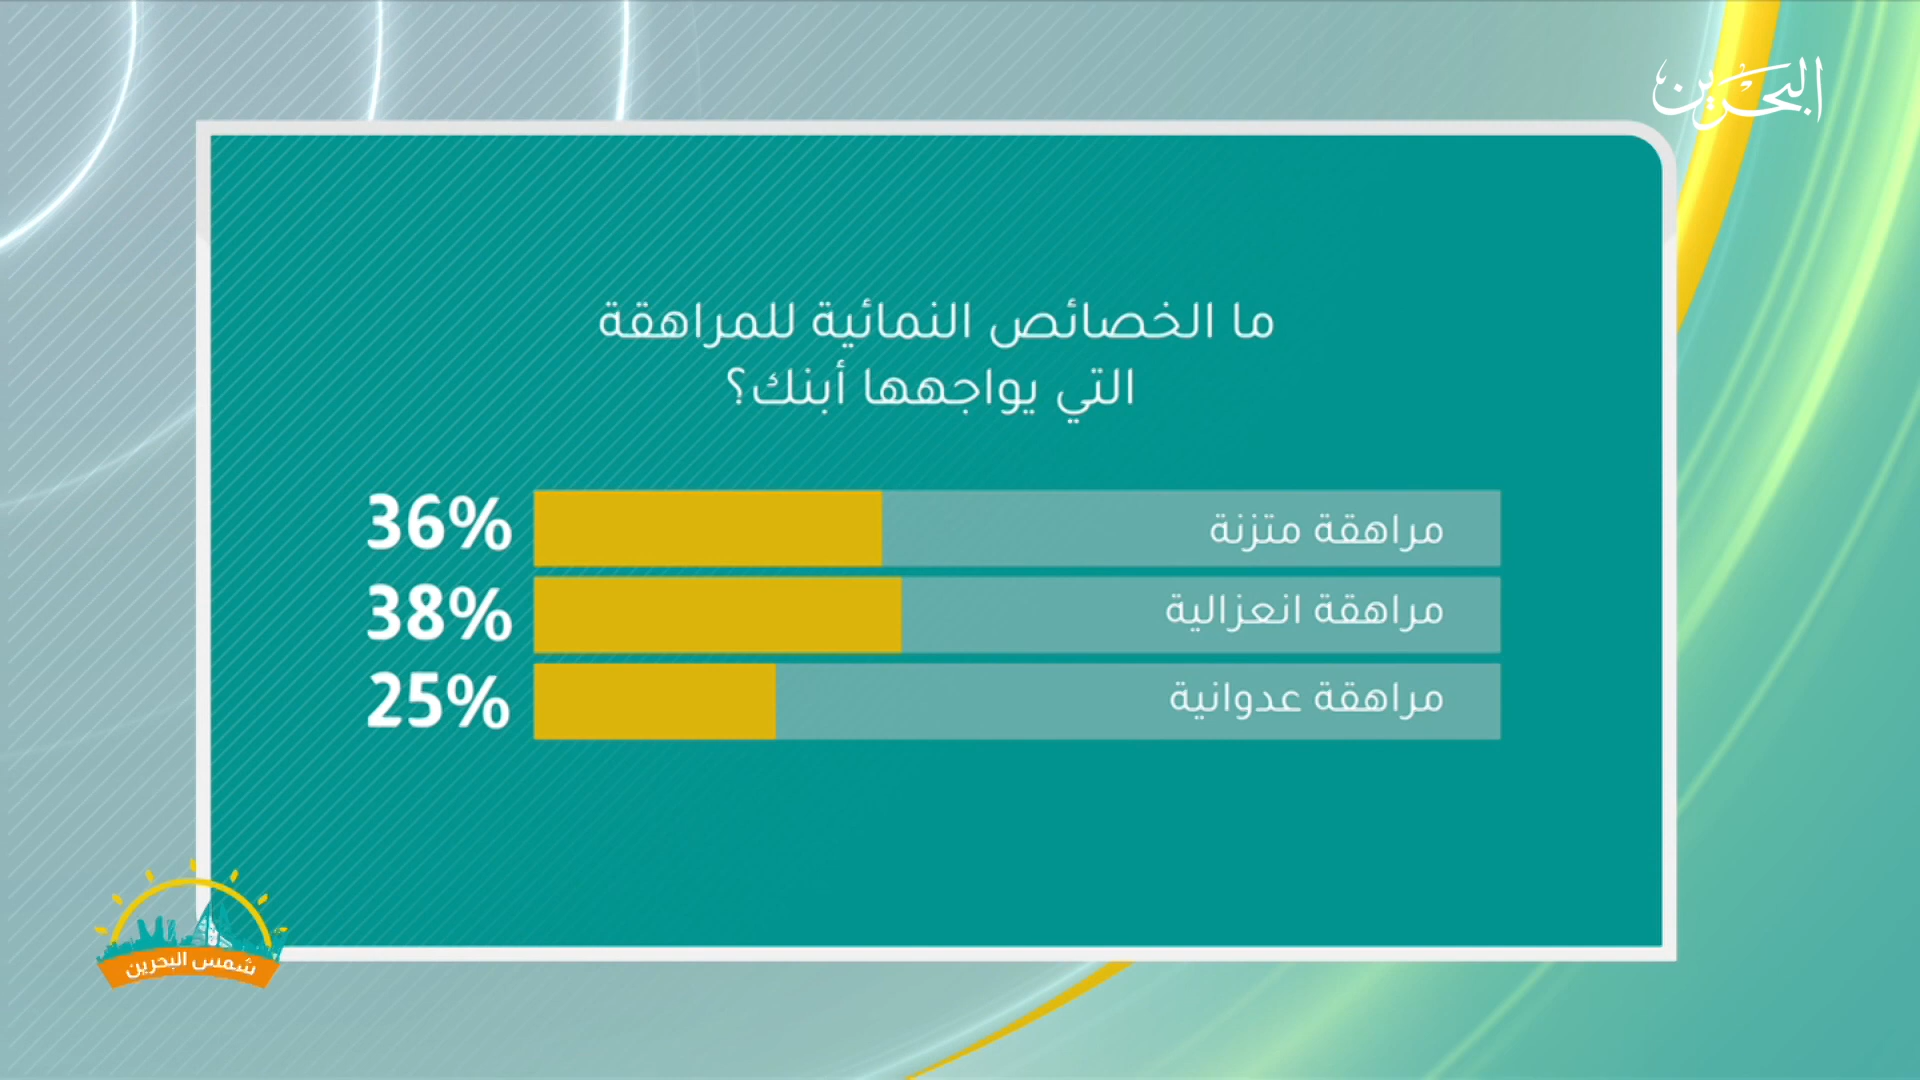 البحرين
ما الخصائص النمائية للمراهقة
التي يواجهها أبنك؟
مراهقة متزنة 36%
مراهقة انعزالية 38%
مراهقة عدوانية 25%
شمس البحرين